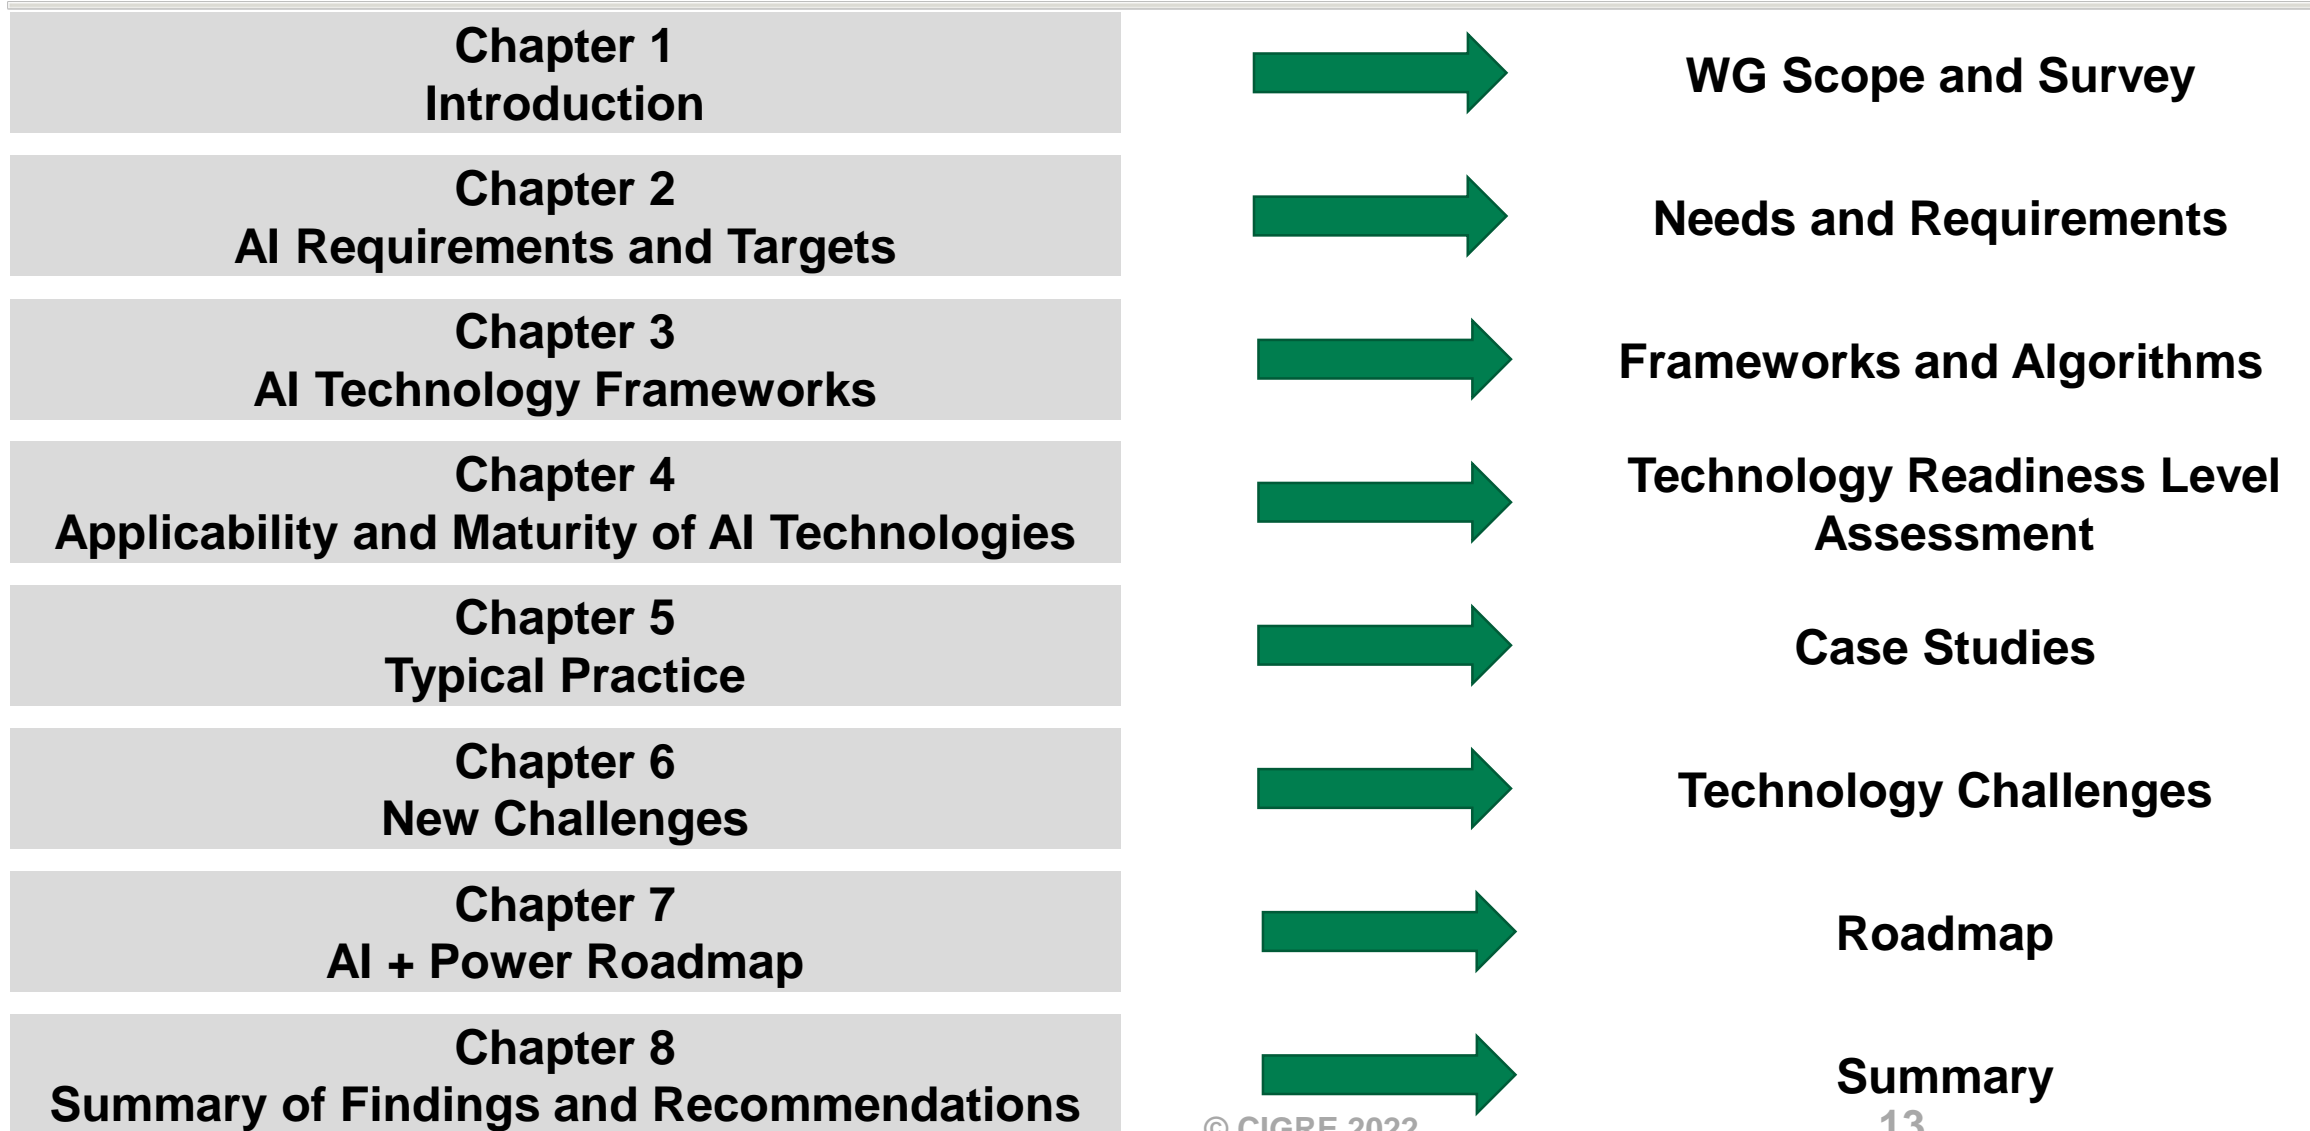 Chapter 1
Introduction
WG Scope and Survey
Chapter 2
AI Requirements and Targets
Needs and Requirements
Chapter 3
AI Technology Frameworks
Frameworks and Algorithms
Chapter 4
Applicability and Maturity of AI Technologies
Technology Readiness Level
Assessment
Chapter 5
Typical Practice
Case Studies
Chapter 6
New Challenges
Technology Challenges
Chapter 7
AI + Power Roadmap
Roadmap
Chapter 8
Summary of Findings and Recommendations
Summary
© CIGRE 2022
13